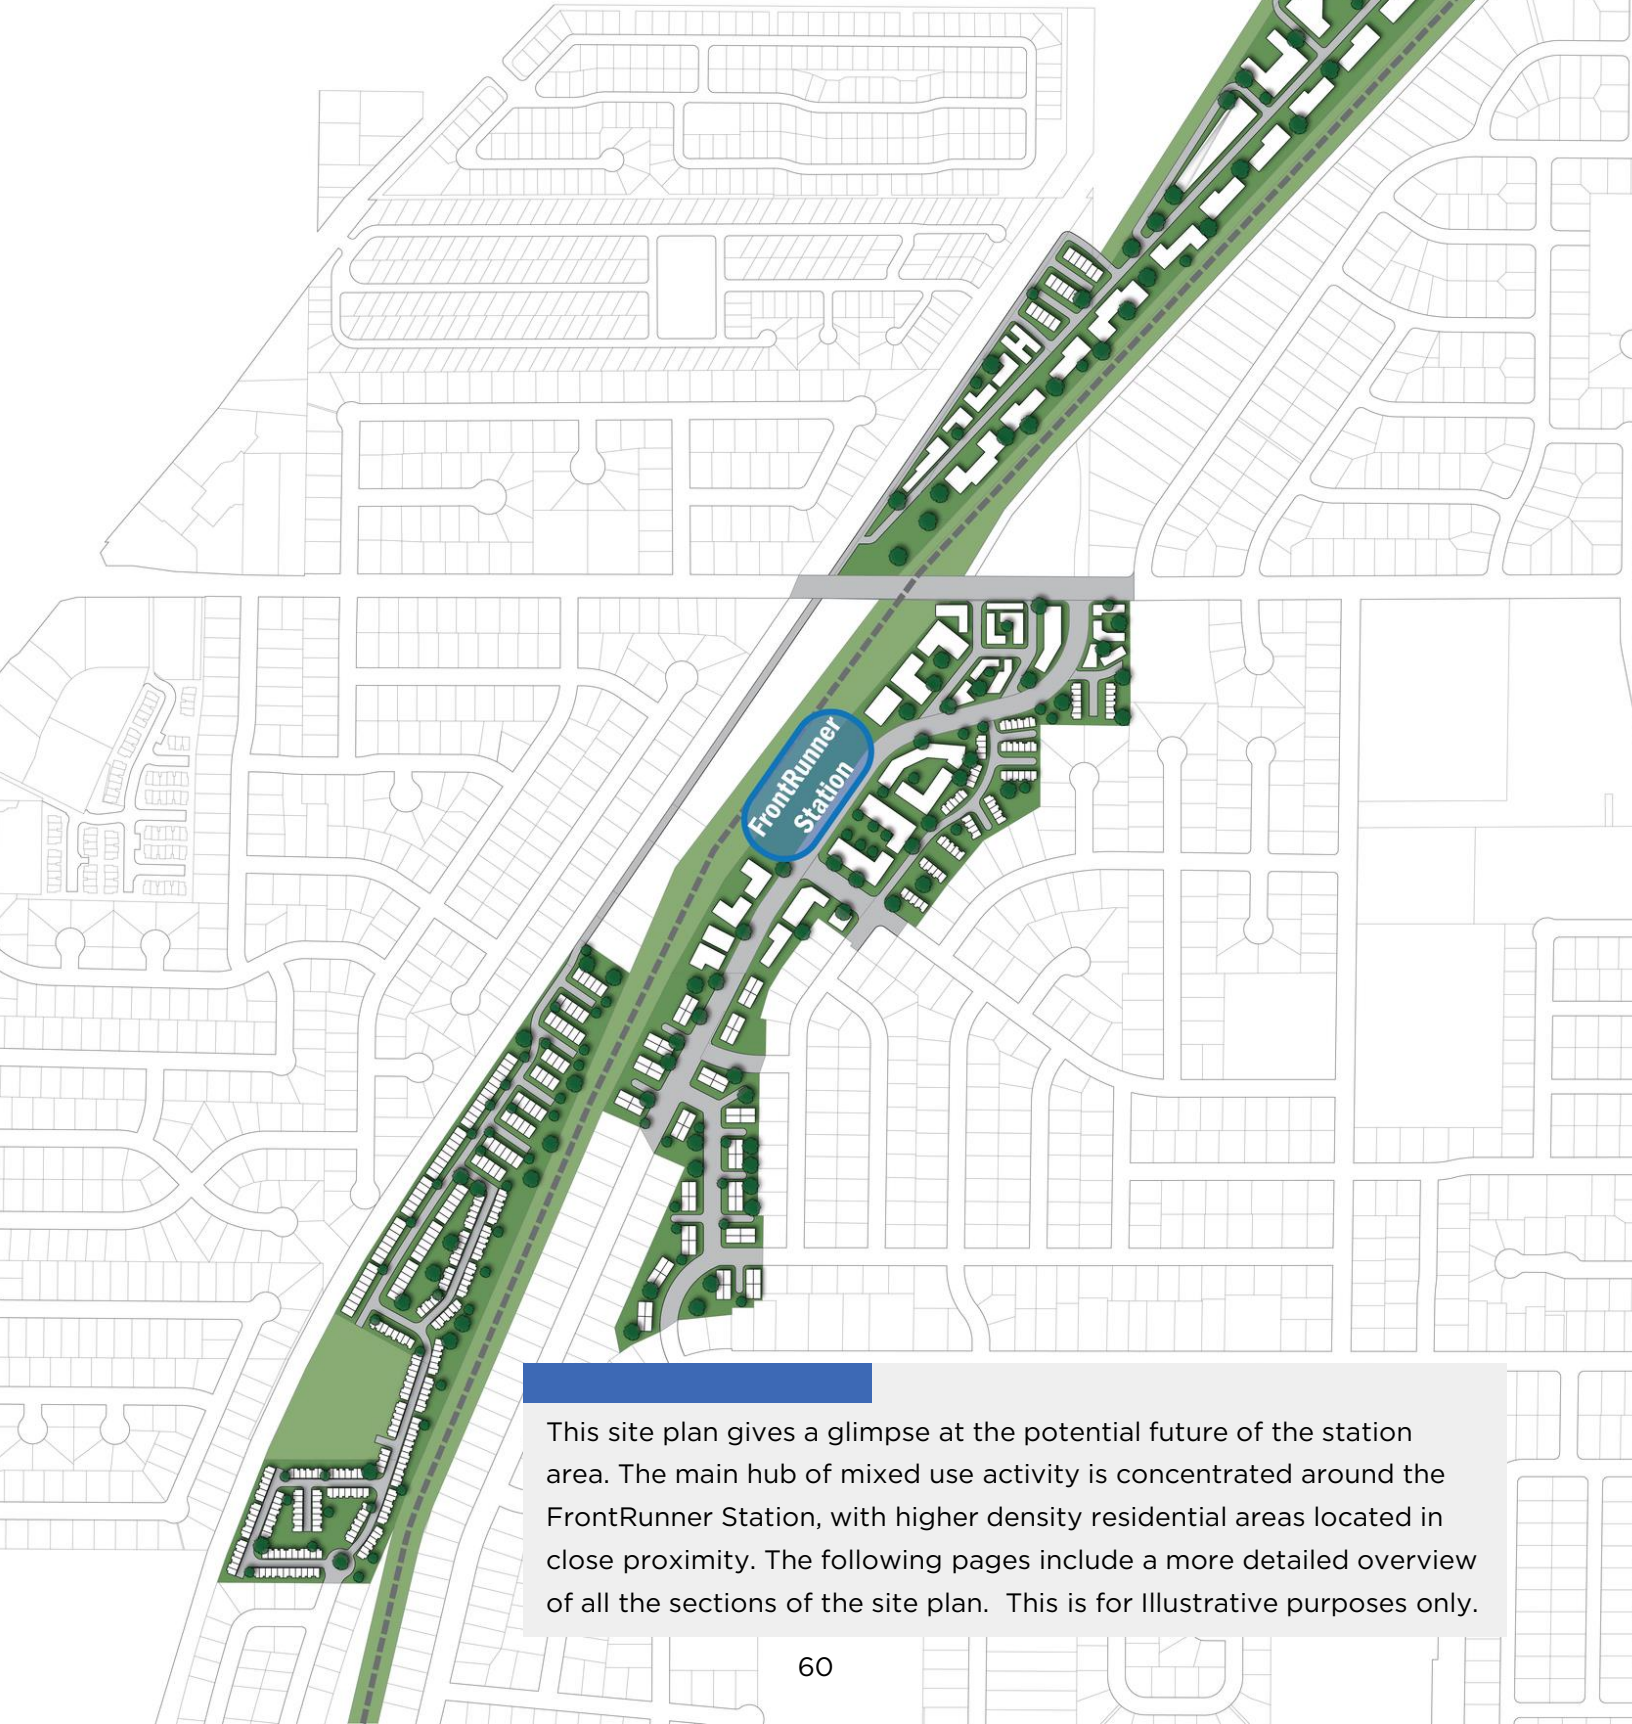 FrontRunner
Station
This site plan gives a glimpse at the potential future of the station
area. The main hub of mixed use activity is concentrated around the
FrontRunner Station, with higher density residential areas located in
close proximity. The following pages include a more detailed overview
of all the sections of the site plan.  This is for Illustrative purposes only.
60